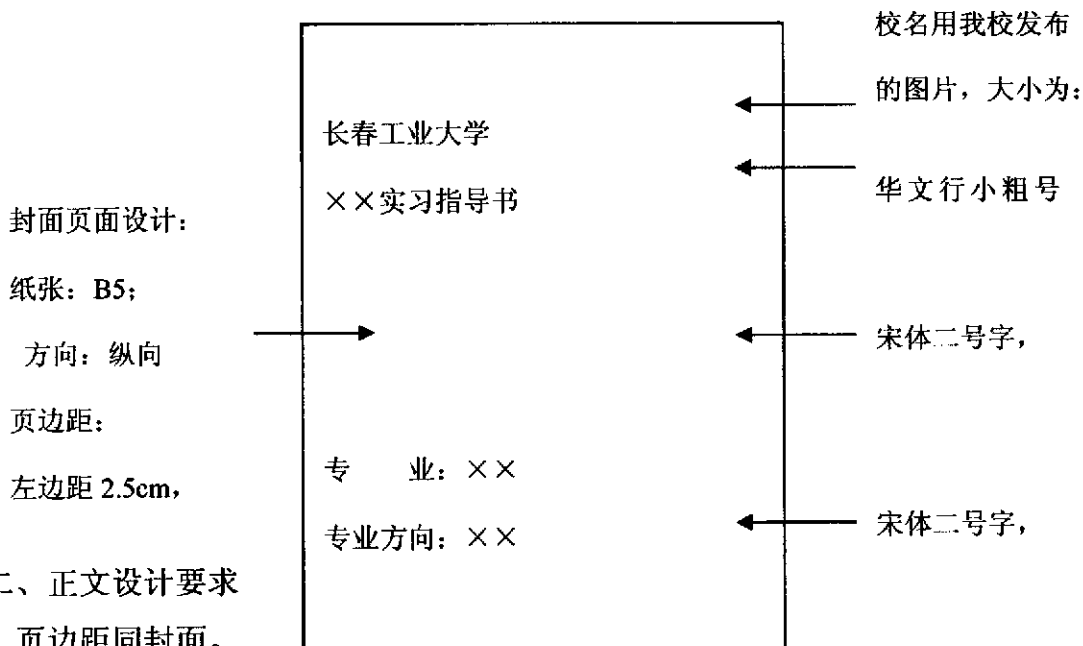 校名用我校发布
的图片，大小为：
长春工业大学
华文行小粗号
××实习指导书
封面页面设计：
纸张：B5；
宋体二号字，
方向：纵向
页边距：
专 业：××
左边距 2.5cm，
宋体二号字，
专业方向：××
二、正文设计要求
页边距同封面。